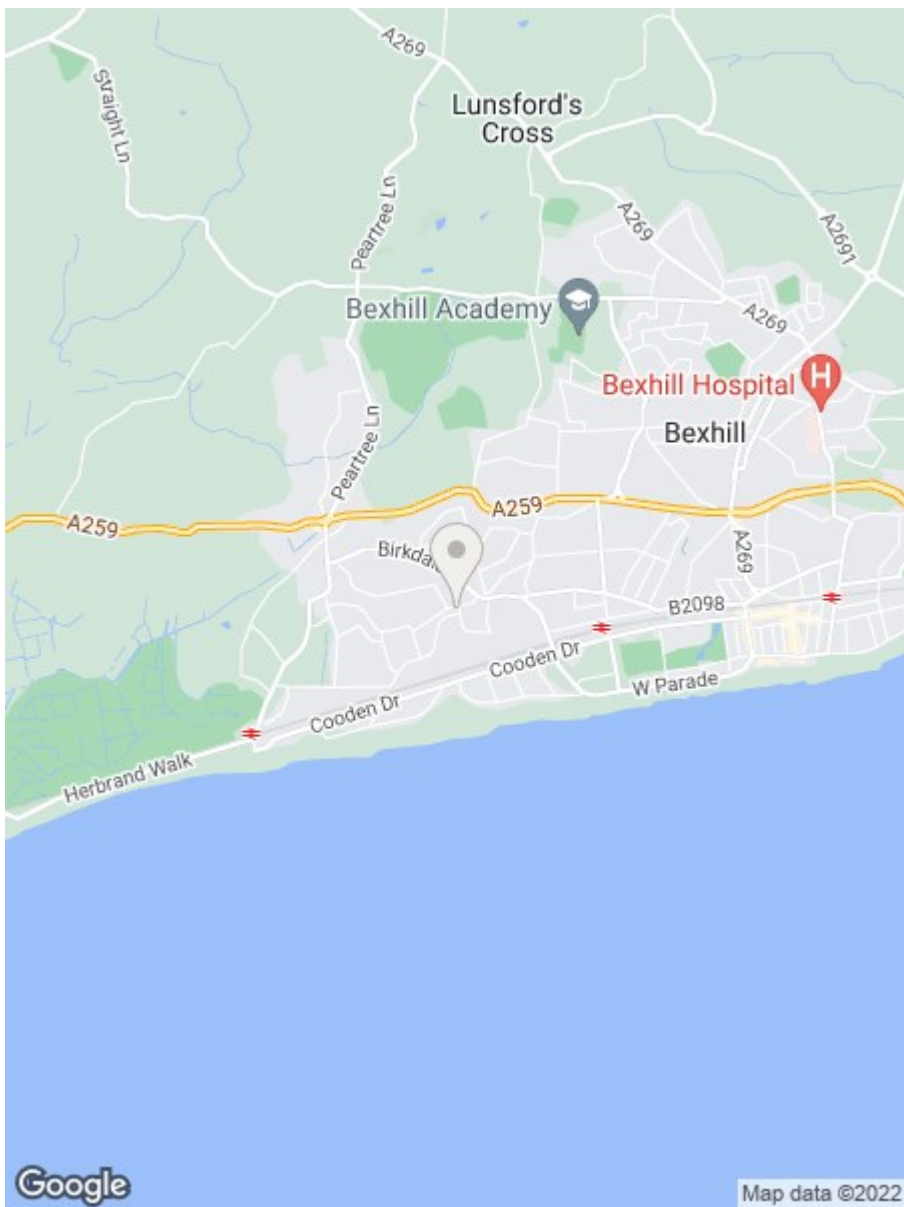 A269
Lunsford's
Cross
Straight Ln
Peartree Ln
A269
A2691
Bexhill Academy
A269
Bexhill Hospital
H
Bexhill
Peartree Ln
A259
A259
A269
B2098
Cooden Dr
W Parade
Cooden Dr
Herbrand Walk
Google
Map data ©2022